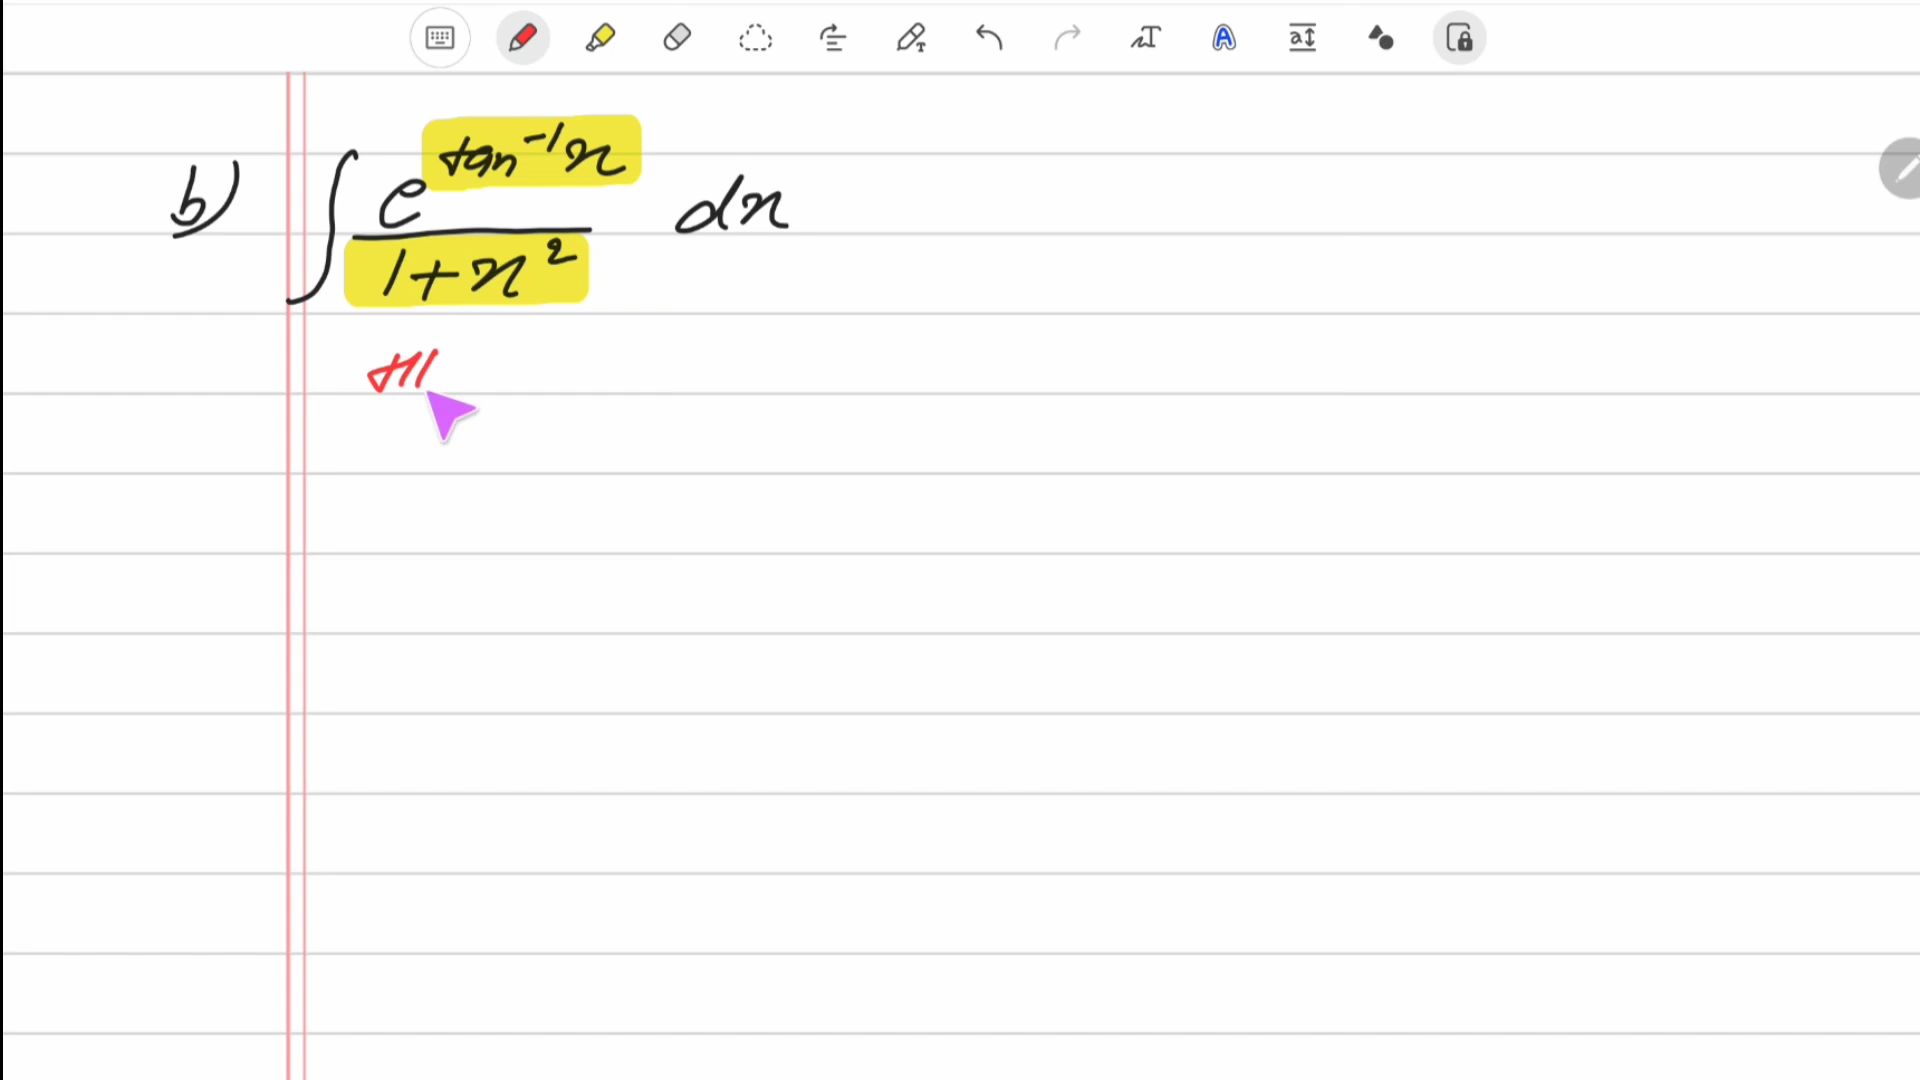 b) ∫ e^(tan⁻¹x) / (1+x²) dx